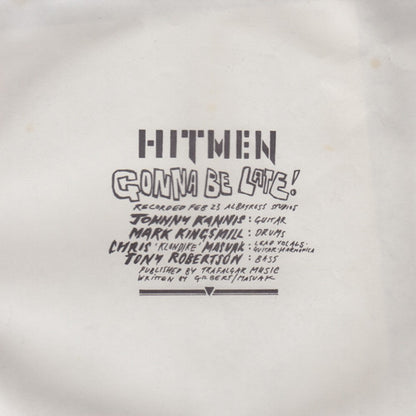 HITMEN
GONNA BE LATE!
RECORDED FEB 23 ALBATROSS STUDIOS
JOHNNY KANNIS: GUITAR
MARK KINGSMILL: DRUMS
CHRIS 'KLONDIKE' MASUAK: LEAD VOCALS: GUITAR/HARMONICA
TONY ROBERTSON: BASS
PUBLISHED BY TRAFALGAR MUSIC
WRITTEN BY GILBERT/MASUAK